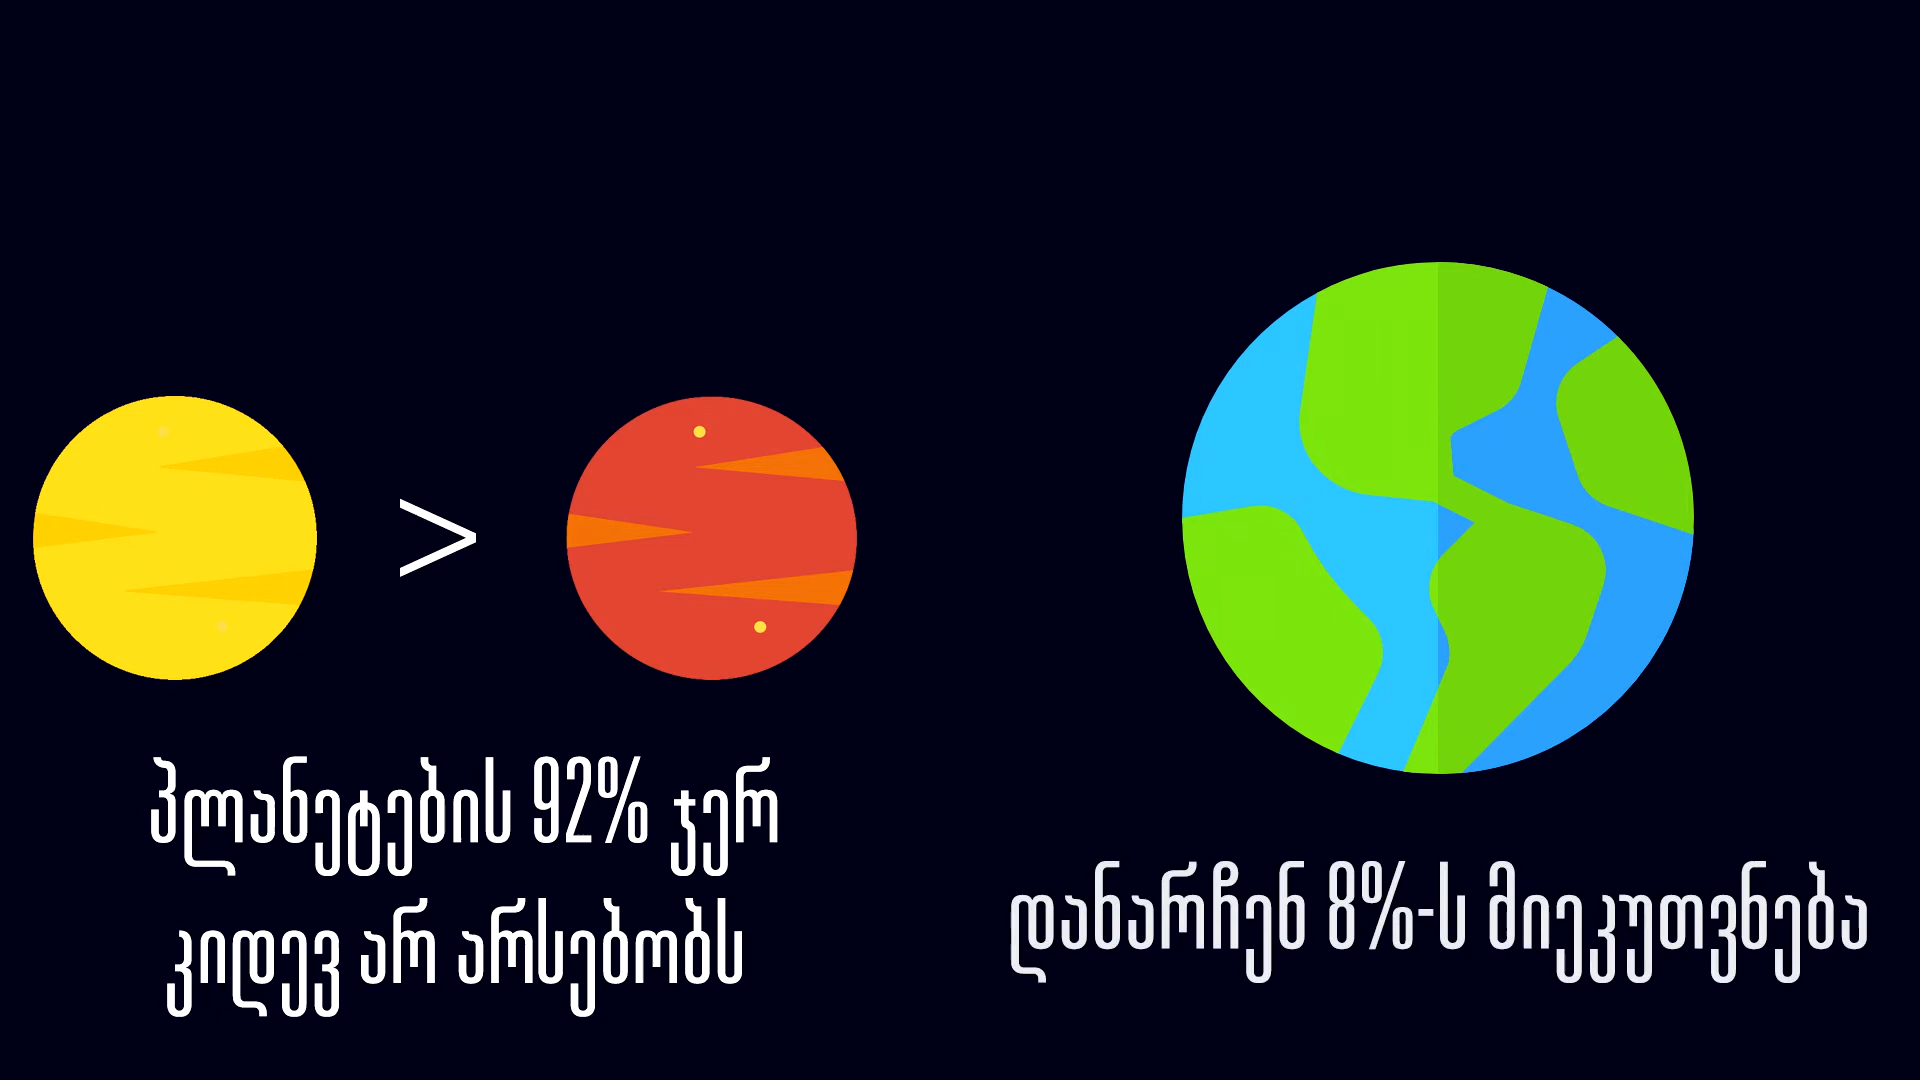 >
პლანეტების 92% ჯერ
კიდევ არ არსებობს
დანარჩენ 8%-ს მიეკუთვნება